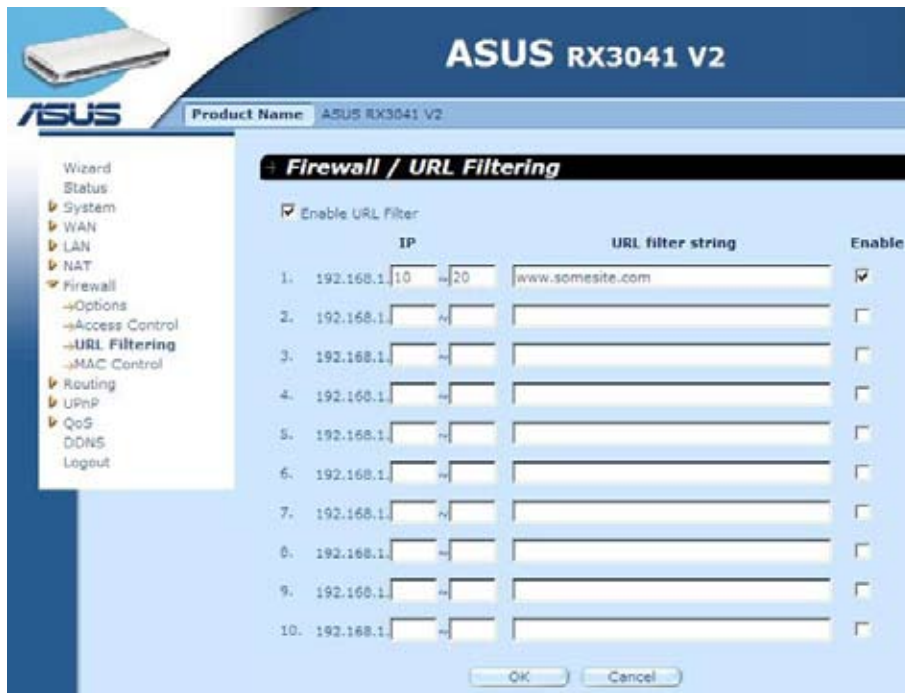 ASUS RX3041 V2
ASUS
Product Name ASUS RX3041 V2
Wizard
Status
System
WAN
LAN
NAT
Firewall
Options
Access Control
URL Filtering
MAC Control
Routing
UPnP
QoS
DDNS
Logout
Firewall / URL Filtering
Enable URL Filter
IP URL filter string Enable
1. 192.168.1. 10 ~ 20 www.somesite.com
2. 192.168.1. ~
3. 192.168.1. ~
4. 192.168.1. ~
5. 192.168.1. ~
6. 192.168.1. ~
7. 192.168.1. ~
8. 192.168.1. ~
9. 192.168.1. ~
10. 192.168.1. ~
OK Cancel